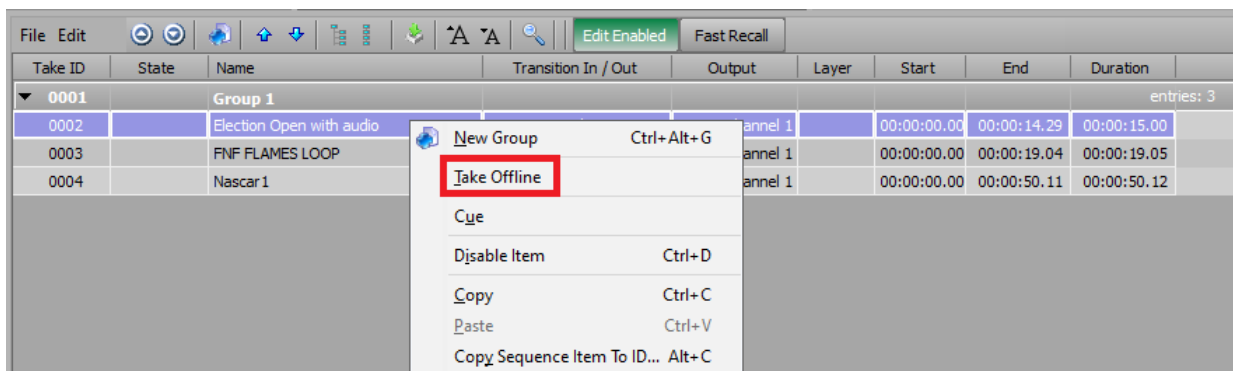 File Edit A A Edit Enabled Fast Recall
Take ID State Name Transition In / Out Output Layer Start End Duration
0001 Group 1 entries: 3
0002 Election Open with audio annel 1 00:00:00.00 00:00:14.29 00:00:15.00
New Group Ctrl+Alt+G
0003 FNF FLAMES LOOP annel 1 00:00:00.00 00:00:19.04 00:00:19.05
Take Offline
0004 Nascar1 annel 1 00:00:00.00 00:00:50.11 00:00:50.12
Cue
Disable Item Ctrl+D
Copy Ctrl+C
Paste Ctrl+V
Copy Sequence Item To ID... Alt+C